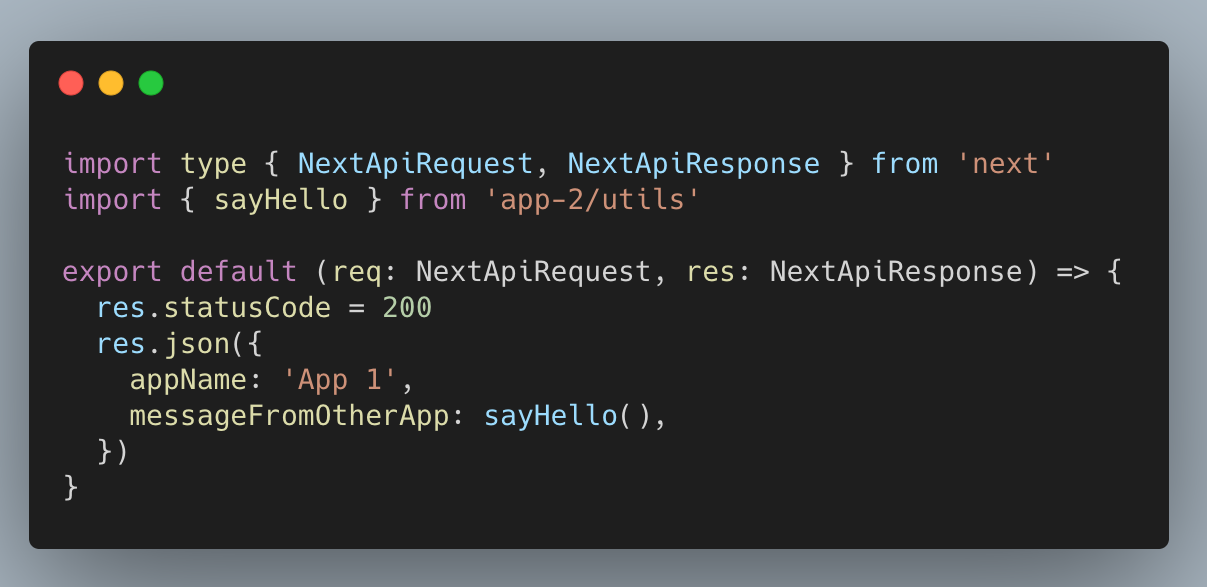 import type { NextApiRequest, NextApiResponse } from 'next'
import { sayHello } from 'app-2/utils'

export default (req: NextApiRequest, res: NextApiResponse) => {
  res.statusCode = 200
  res.json({
    appName: 'App 1',
    messageFromOtherApp: sayHello(),
  })
}